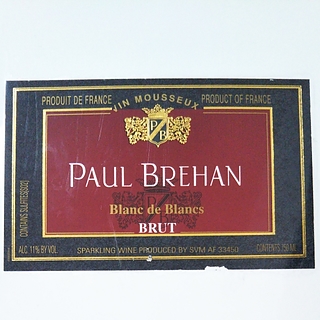 PRODUIT DE FRANCE
VIN MOUSSEUX
PRODUCT OF FRANCE
P B
PAUL BREHAN
Blanc de Blancs
BRUT
CONTAINS SULFITES
ALC 11% BY VOL
SPARKLING WINE PRODUCED BY SVM AF 33450
CONTENTS 750 ML